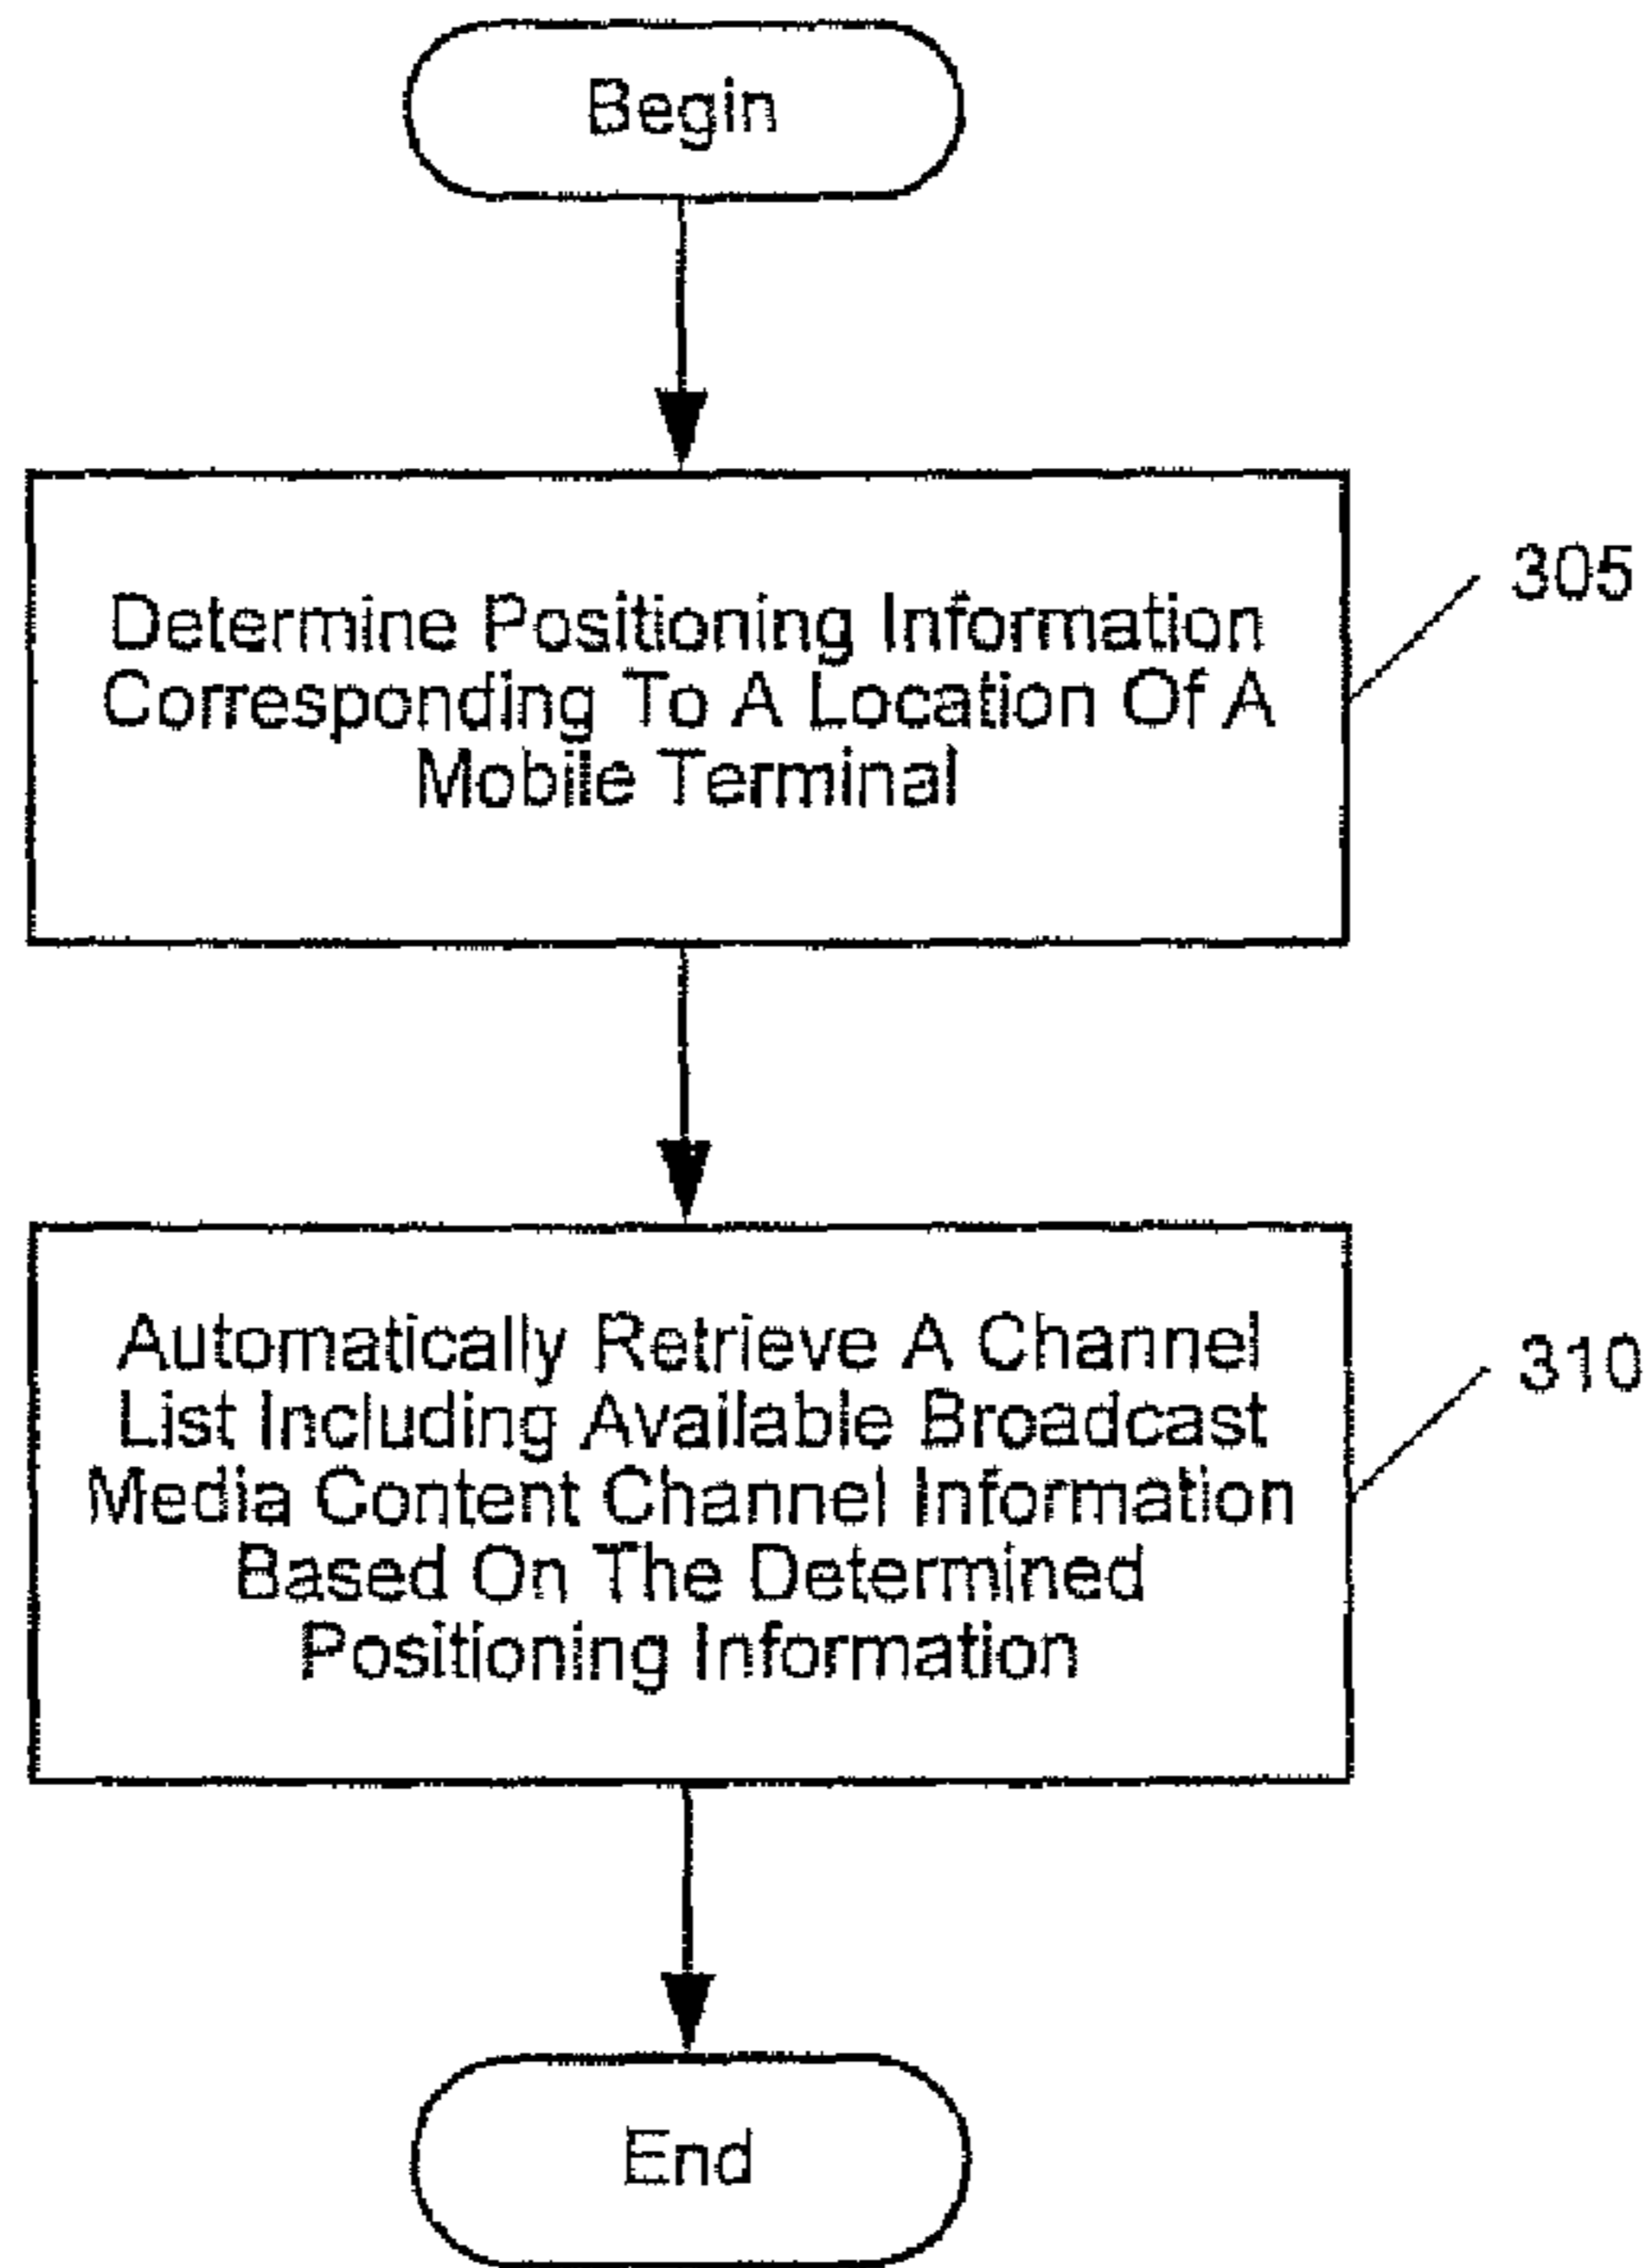 Begin
Determine Positioning Information
Corresponding To A Location Of A
Mobile Terminal
305
Automatically Retrieve A Channel
List Including Available Broadcast
Media Content Channel Information
Based On The Determined
Positioning Information
310
End